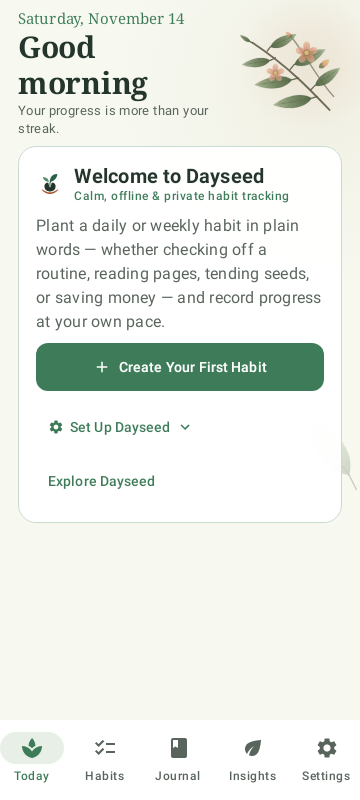 Saturday, November 14
Good
morning
Your progress is more than your
streak.
Welcome to Dayseed
Calm, offline & private habit tracking
Plant a daily or weekly habit in plain
words — whether checking off a
routine, reading pages, tending seeds,
or saving money — and record progress
at your own pace.
Create Your First Habit
Set Up Dayseed
Explore Dayseed
Today
Habits
Journal
Insights
Settings